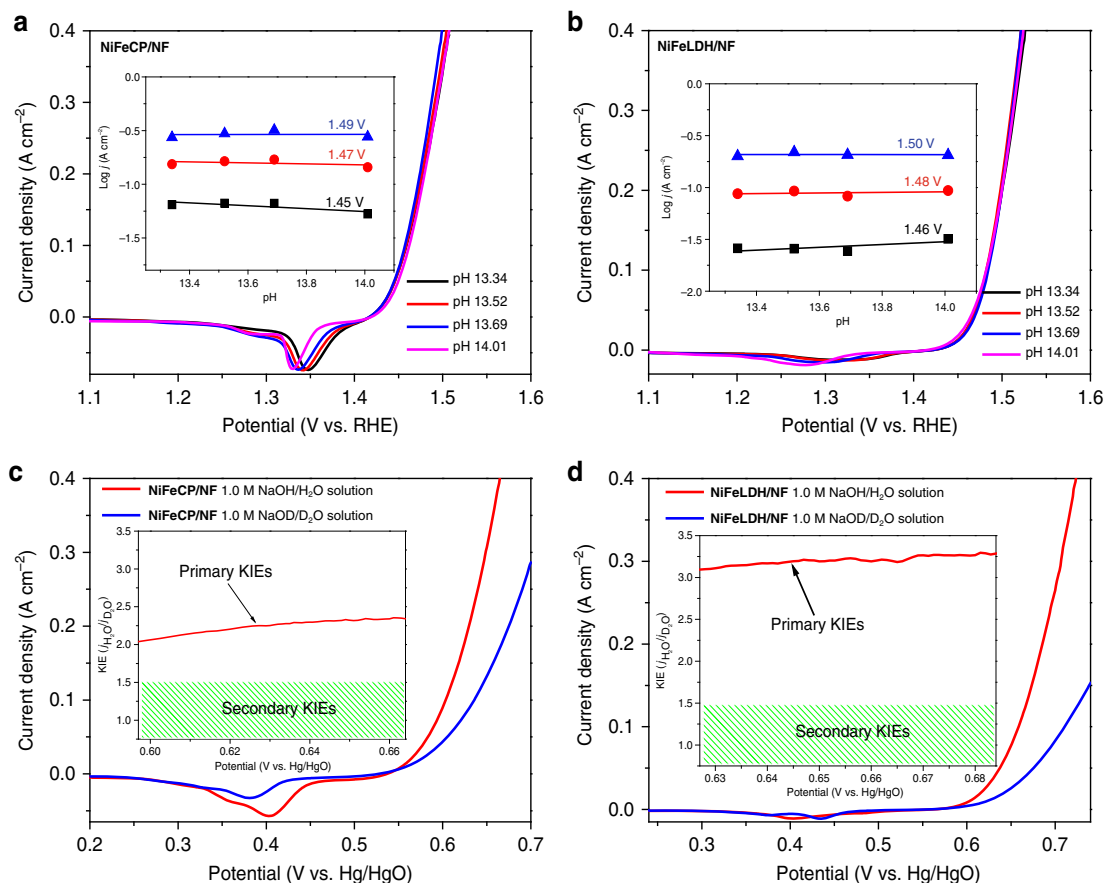 a
NiFeCP/NF
Current density (A cm⁻²)
0.4
0.3
0.2
0.1
0.0
1.1 1.2 1.3 1.4 1.5 1.6
Potential (V vs. RHE)
Log j (A cm⁻²)
0.0
−0.5
−1.0
−1.5
13.4 13.6 13.8 14.0
pH
1.49 V
1.47 V
1.45 V
pH 13.34
pH 13.52
pH 13.69
pH 14.01
b
NiFeLDH/NF
Current density (A cm⁻²)
0.4
0.3
0.2
0.1
0.0
1.1 1.2 1.3 1.4 1.5 1.6
Potential (V vs. RHE)
Log j (A cm⁻²)
0.0
−0.5
−1.0
−1.5
−2.0
13.4 13.6 13.8 14.0
pH
1.50 V
1.48 V
1.46 V
pH 13.34
pH 13.52
pH 13.69
pH 14.01
c
NiFeCP/NF 1.0 M NaOH/H₂O solution
NiFeCP/NF 1.0 M NaOD/D₂O solution
Current density (A cm⁻²)
0.4
0.3
0.2
0.1
0.0
0.2 0.3 0.4 0.5 0.6 0.7
Potential (V vs. Hg/HgO)
KIE (jH₂O/jD₂O)
3.5
3.0
2.5
2.0
1.5
1.0
0.60 0.62 0.64 0.66
Potential (V vs. Hg/HgO)
Primary KIEs
Secondary KIEs
d
NiFeLDH/NF 1.0 M NaOH/H₂O solution
NiFeLDH/NF 1.0 M NaOD/D₂O solution
Current density (A cm⁻²)
0.4
0.3
0.2
0.1
0.0
0.3 0.4 0.5 0.6 0.7
Potential (V vs. Hg/HgO)
KIE (jH₂O/jD₂O)
3.5
3.0
2.5
2.0
1.5
1.0
0.63 0.64 0.65 0.66 0.67 0.68
Potential (V vs. Hg/HgO)
Primary KIEs
Secondary KIEs